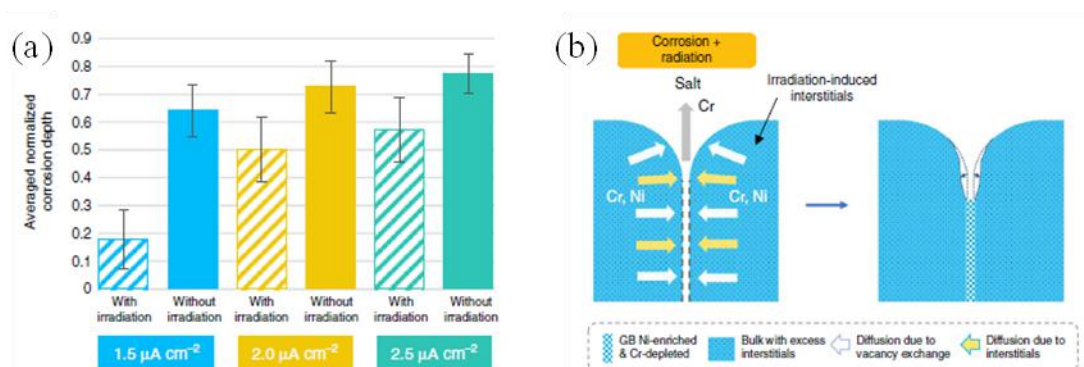 (a)
Averaged normalized
corrosion depth
0.9
0.8
0.7
0.6
0.5
0.4
0.3
0.2
0.1
0
With
irradiation
Without
irradiation
With
irradiation
Without
irradiation
With
irradiation
Without
irradiation
1.5 μA cm⁻²
2.0 μA cm⁻²
2.5 μA cm⁻²
(b)
Corrosion +
radiation
Salt
Cr
Irradiation-induced
interstitials
Cr, Ni
Cr, Ni
GB Ni-enriched
& Cr-depleted
Bulk with excess
interstitials
Diffusion due to
vacancy exchange
Diffusion due to
interstitials